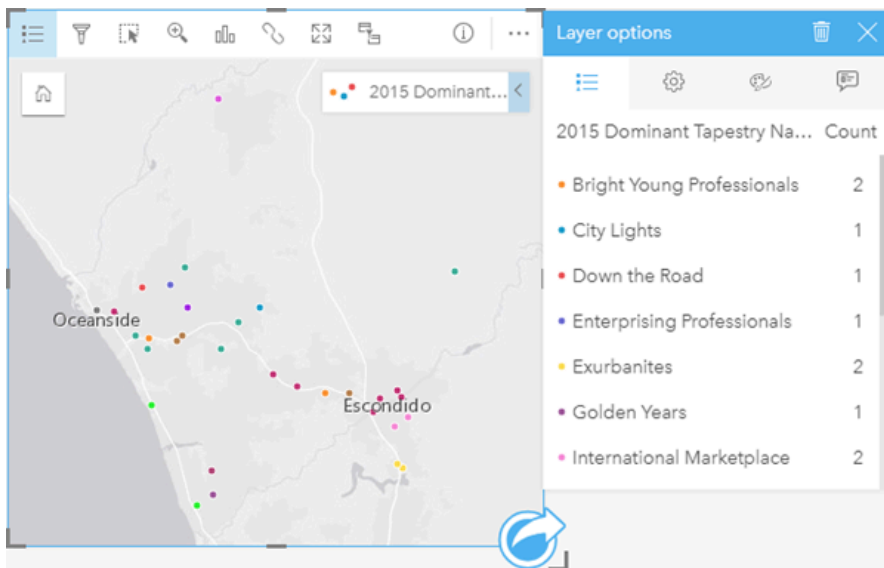 Layer options
2015 Dominant...
2015 Dominant Tapestry Na... Count
Bright Young Professionals 2
City Lights 1
Down the Road 1
Enterprising Professionals 1
Exurbanites 2
Golden Years 1
International Marketplace 2
Oceanside
Escondido